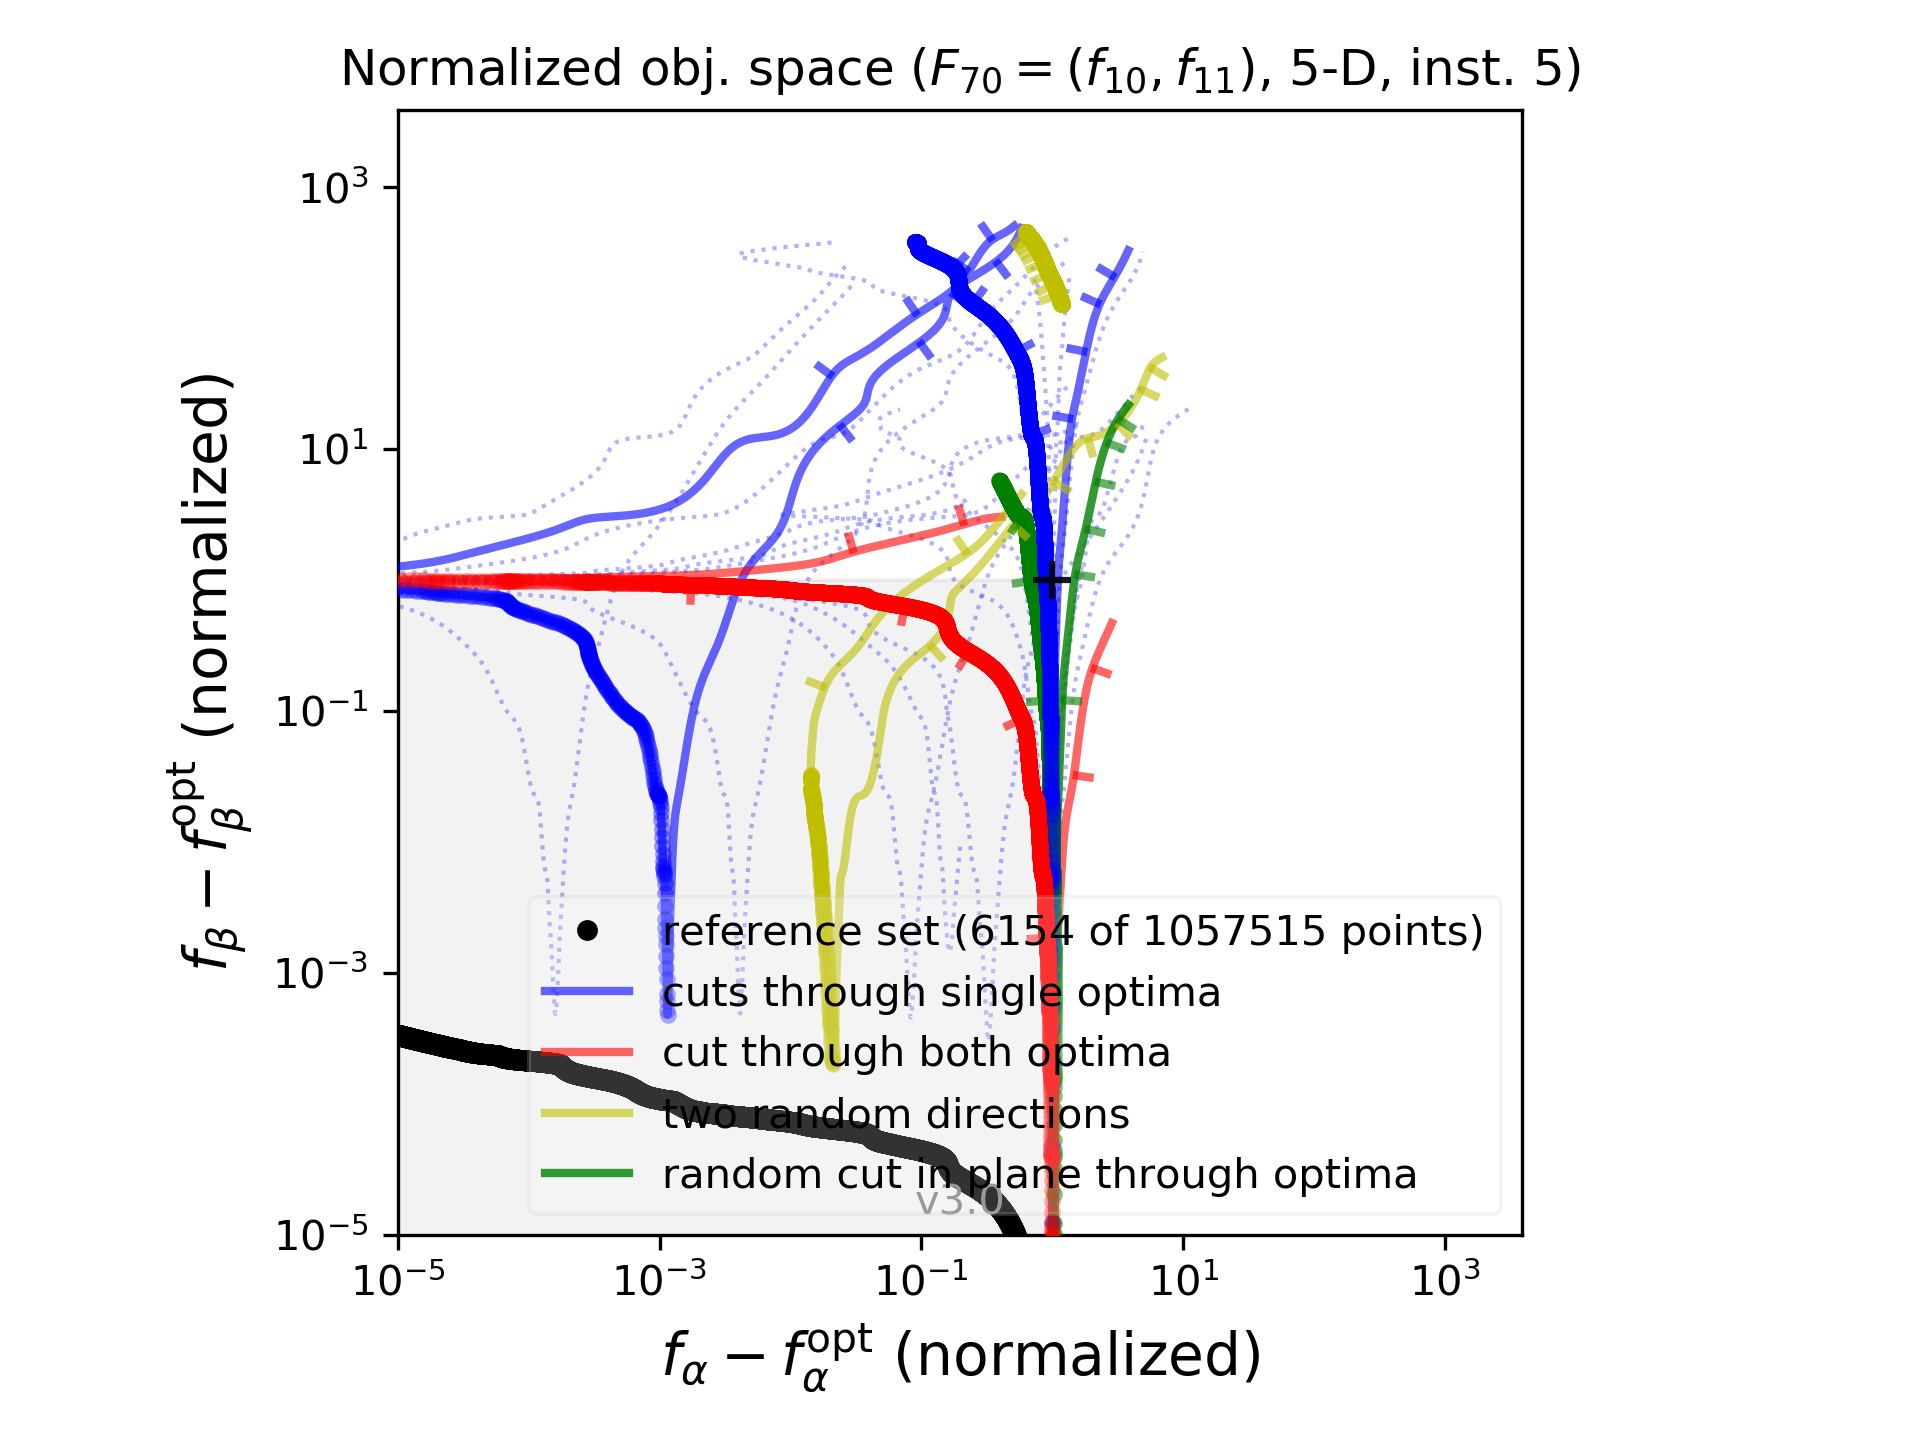 Normalized obj. space (F₇₀ = (f₁₀, f₁₁), 5-D, inst. 5)
f_β − f_β^opt (normalized)
10³
10¹
10⁻¹
10⁻³
10⁻⁵
reference set (6154 of 1057515 points)
cuts through single optima
cut through both optima
two random directions
random cut in plane through optima
v3.0
10⁻⁵ 10⁻³ 10⁻¹ 10¹ 10³
f_α − f_α^opt (normalized)